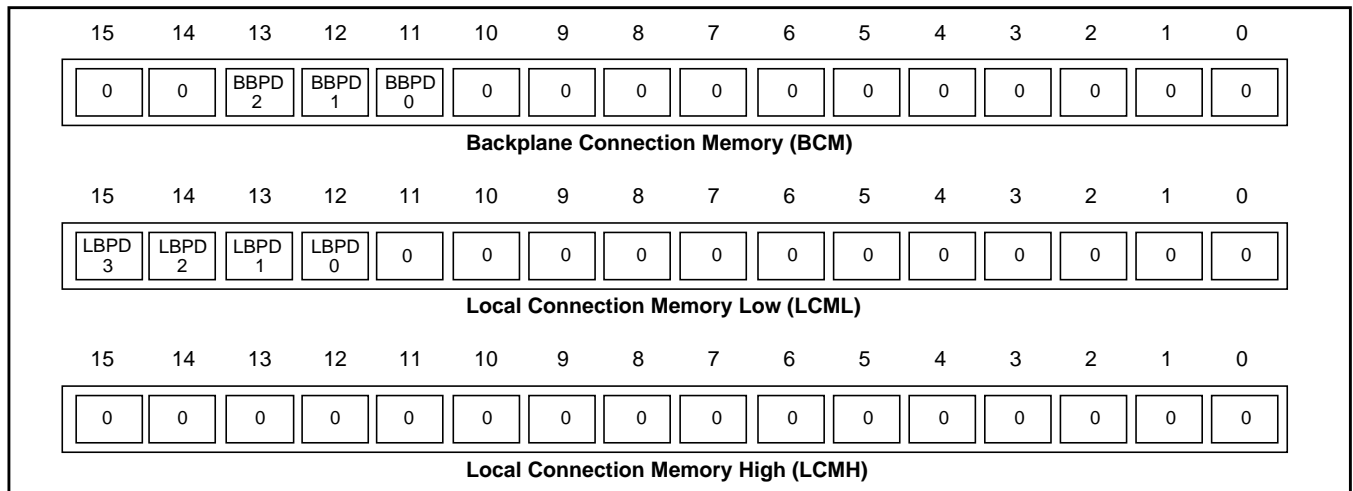 15 14 13 12 11 10 9 8 7 6 5 4 3 2 1 0
0 0 BBPD 2 BBPD 1 BBPD 0 0 0 0 0 0 0 0 0 0 0 0
Backplane Connection Memory (BCM)
15 14 13 12 11 10 9 8 7 6 5 4 3 2 1 0
LBPD 3 LBPD 2 LBPD 1 LBPD 0 0 0 0 0 0 0 0 0 0 0 0 0
Local Connection Memory Low (LCML)
15 14 13 12 11 10 9 8 7 6 5 4 3 2 1 0
0 0 0 0 0 0 0 0 0 0 0 0 0 0 0 0
Local Connection Memory High (LCMH)